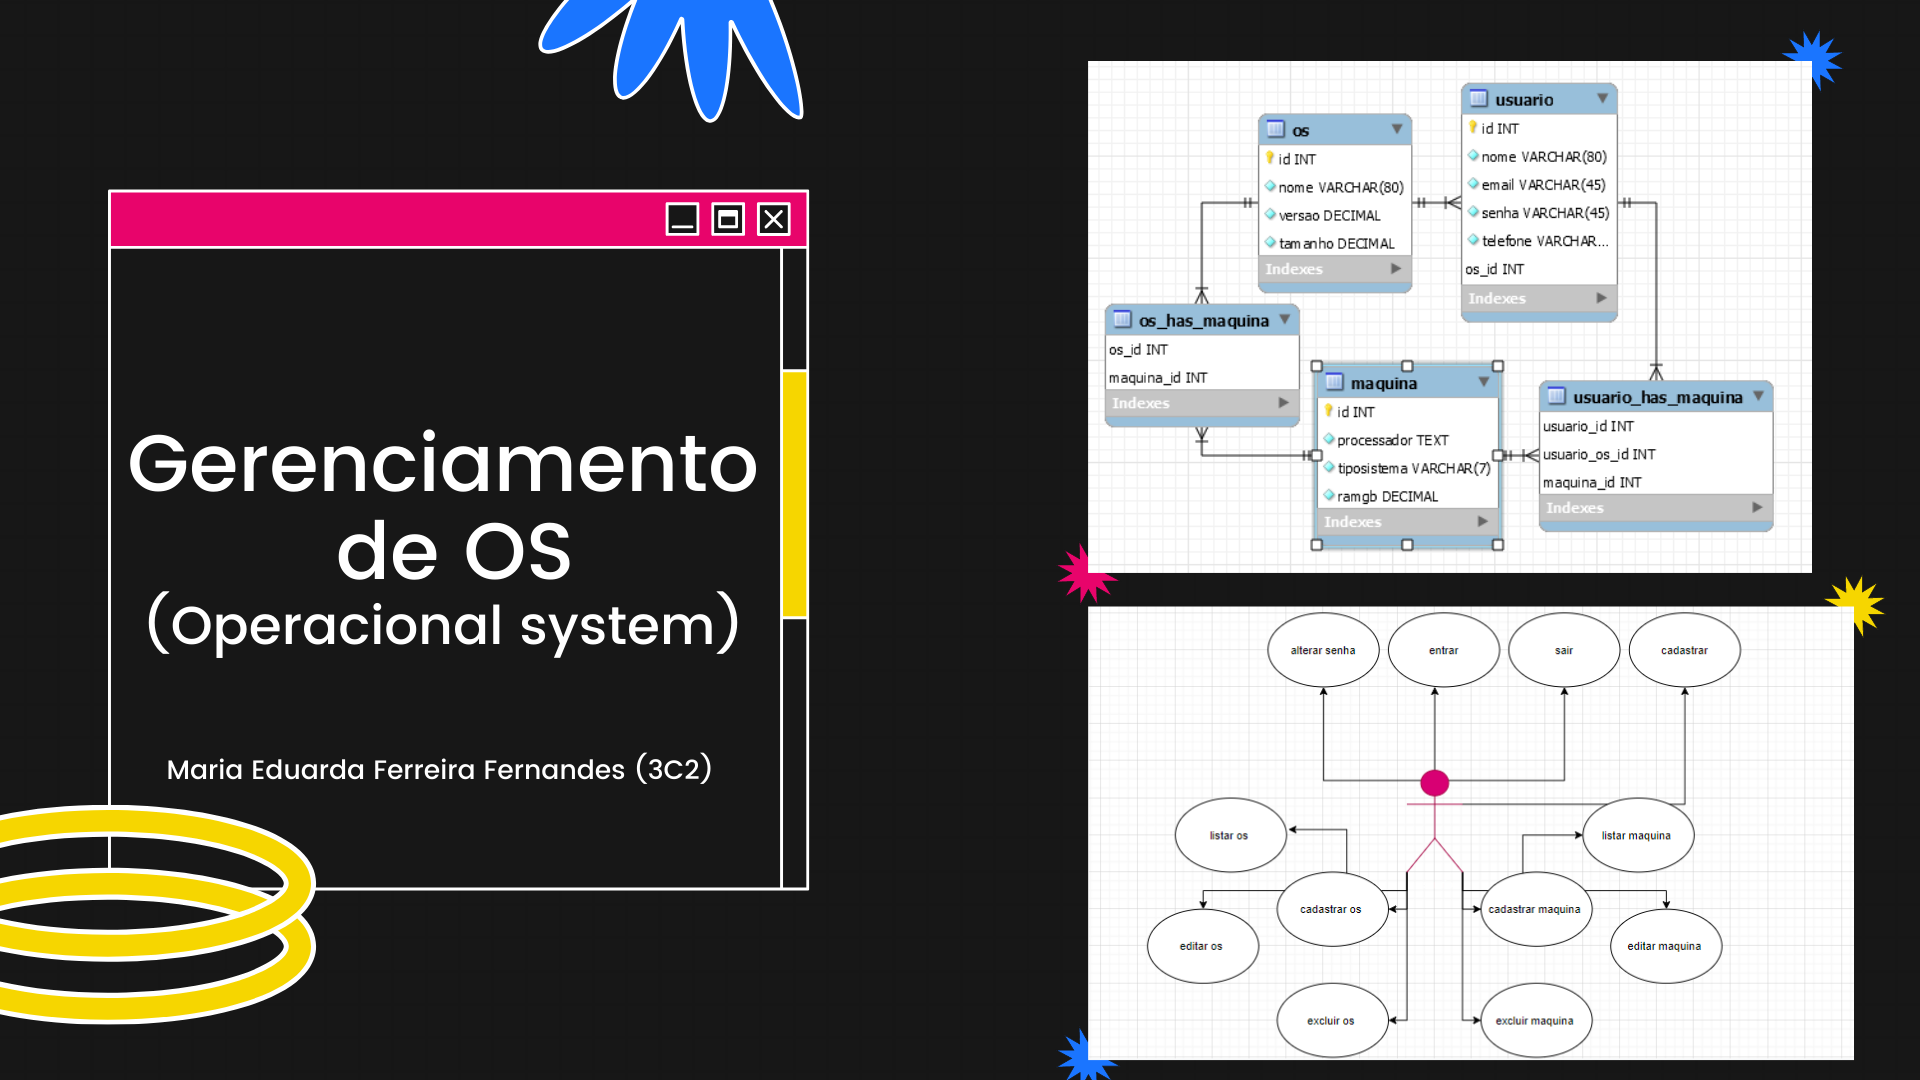 Gerenciamento
de OS
(Operacional system)
Maria Eduarda Ferreira Fernandes (3C2)
os
id INT
nome VARCHAR(80)
versao DECIMAL
tamanho DECIMAL
Indexes
usuario
id INT
nome VARCHAR(80)
email VARCHAR(45)
senha VARCHAR(45)
telefone VARCHAR...
os_id INT
Indexes
os_has_maquina
os_id INT
maquina_id INT
Indexes
maquina
id INT
processador TEXT
tiposistema VARCHAR(7)
ramgb DECIMAL
Indexes
usuario_has_maquina
usuario_id INT
usuario_os_id INT
maquina_id INT
Indexes
alterar senha
entrar
sair
cadastrar
listar os
listar maquina
cadastrar os
cadastrar maquina
editar os
editar maquina
excluir os
excluir maquina